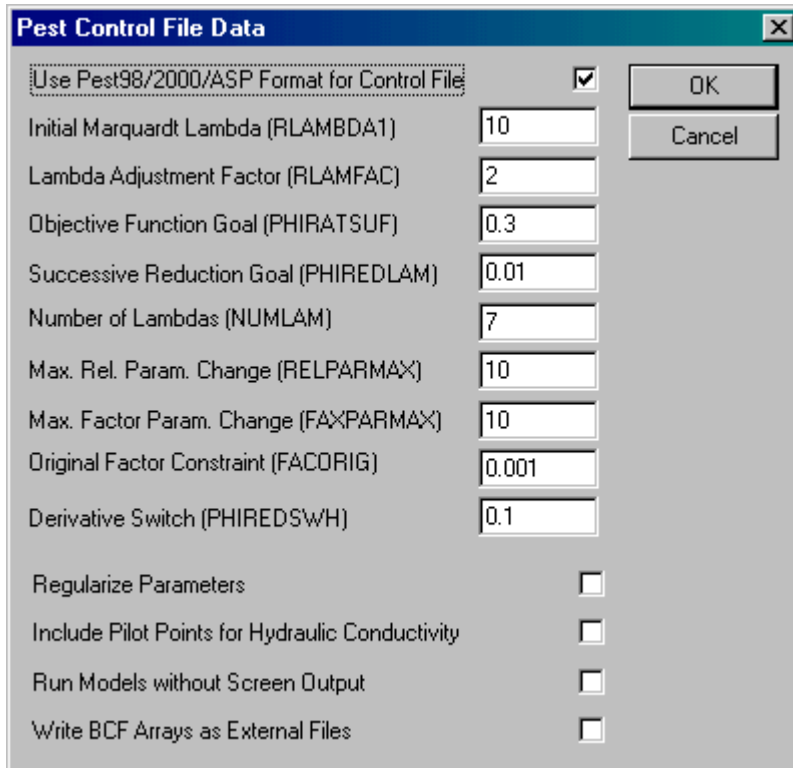 Pest Control File Data
Use Pest98/2000/ASP Format for Control File
OK
Initial Marquardt Lambda (RLAMBDA1) 10
Cancel
Lambda Adjustment Factor (RLAMFAC) 2
Objective Function Goal (PHIRATSUF) 0.3
Successive Reduction Goal (PHIREDLAM) 0.01
Number of Lambdas (NUMLAM) 7
Max. Rel. Param. Change (RELPARMAX) 10
Max. Factor Param. Change (FAXPARMAX) 10
Original Factor Constraint (FACORIG) 0.001
Derivative Switch (PHIREDSWH) 0.1
Regularize Parameters
Include Pilot Points for Hydraulic Conductivity
Run Models without Screen Output
Write BCF Arrays as External Files